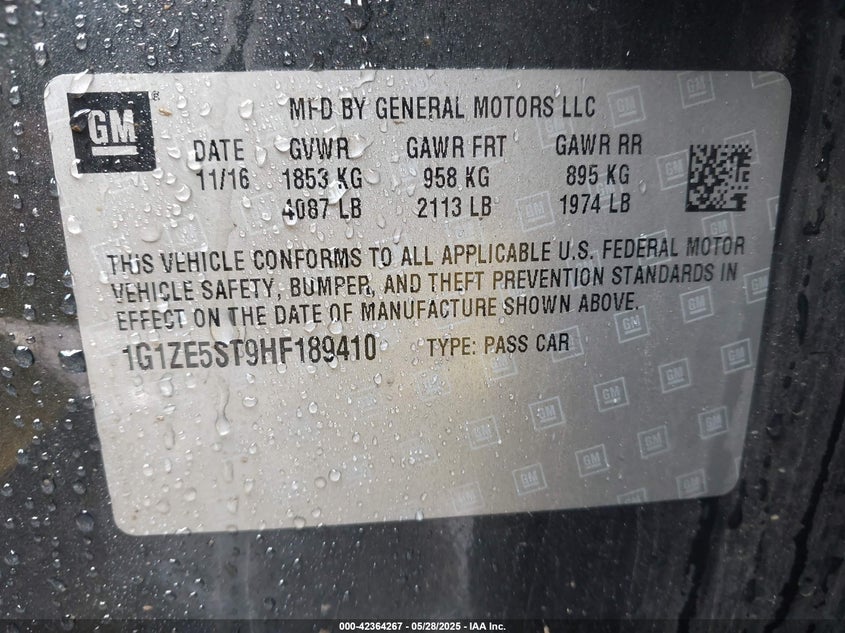 GM
MFD BY GENERAL MOTORS LLC
DATE GVWR GAWR FRT GAWR RR
11/16 1853 KG 958 KG 895 KG
4087 LB 2113 LB 1974 LB
THIS VEHICLE CONFORMS TO ALL APPLICABLE U.S. FEDERAL MOTOR
VEHICLE SAFETY, BUMPER, AND THEFT PREVENTION STANDARDS IN
EFFECT ON THE DATE OF MANUFACTURE SHOWN ABOVE.
1G1ZE5ST9HF189410 TYPE: PASS CAR
000-42364267 - 05/28/2025 - IAA Inc.